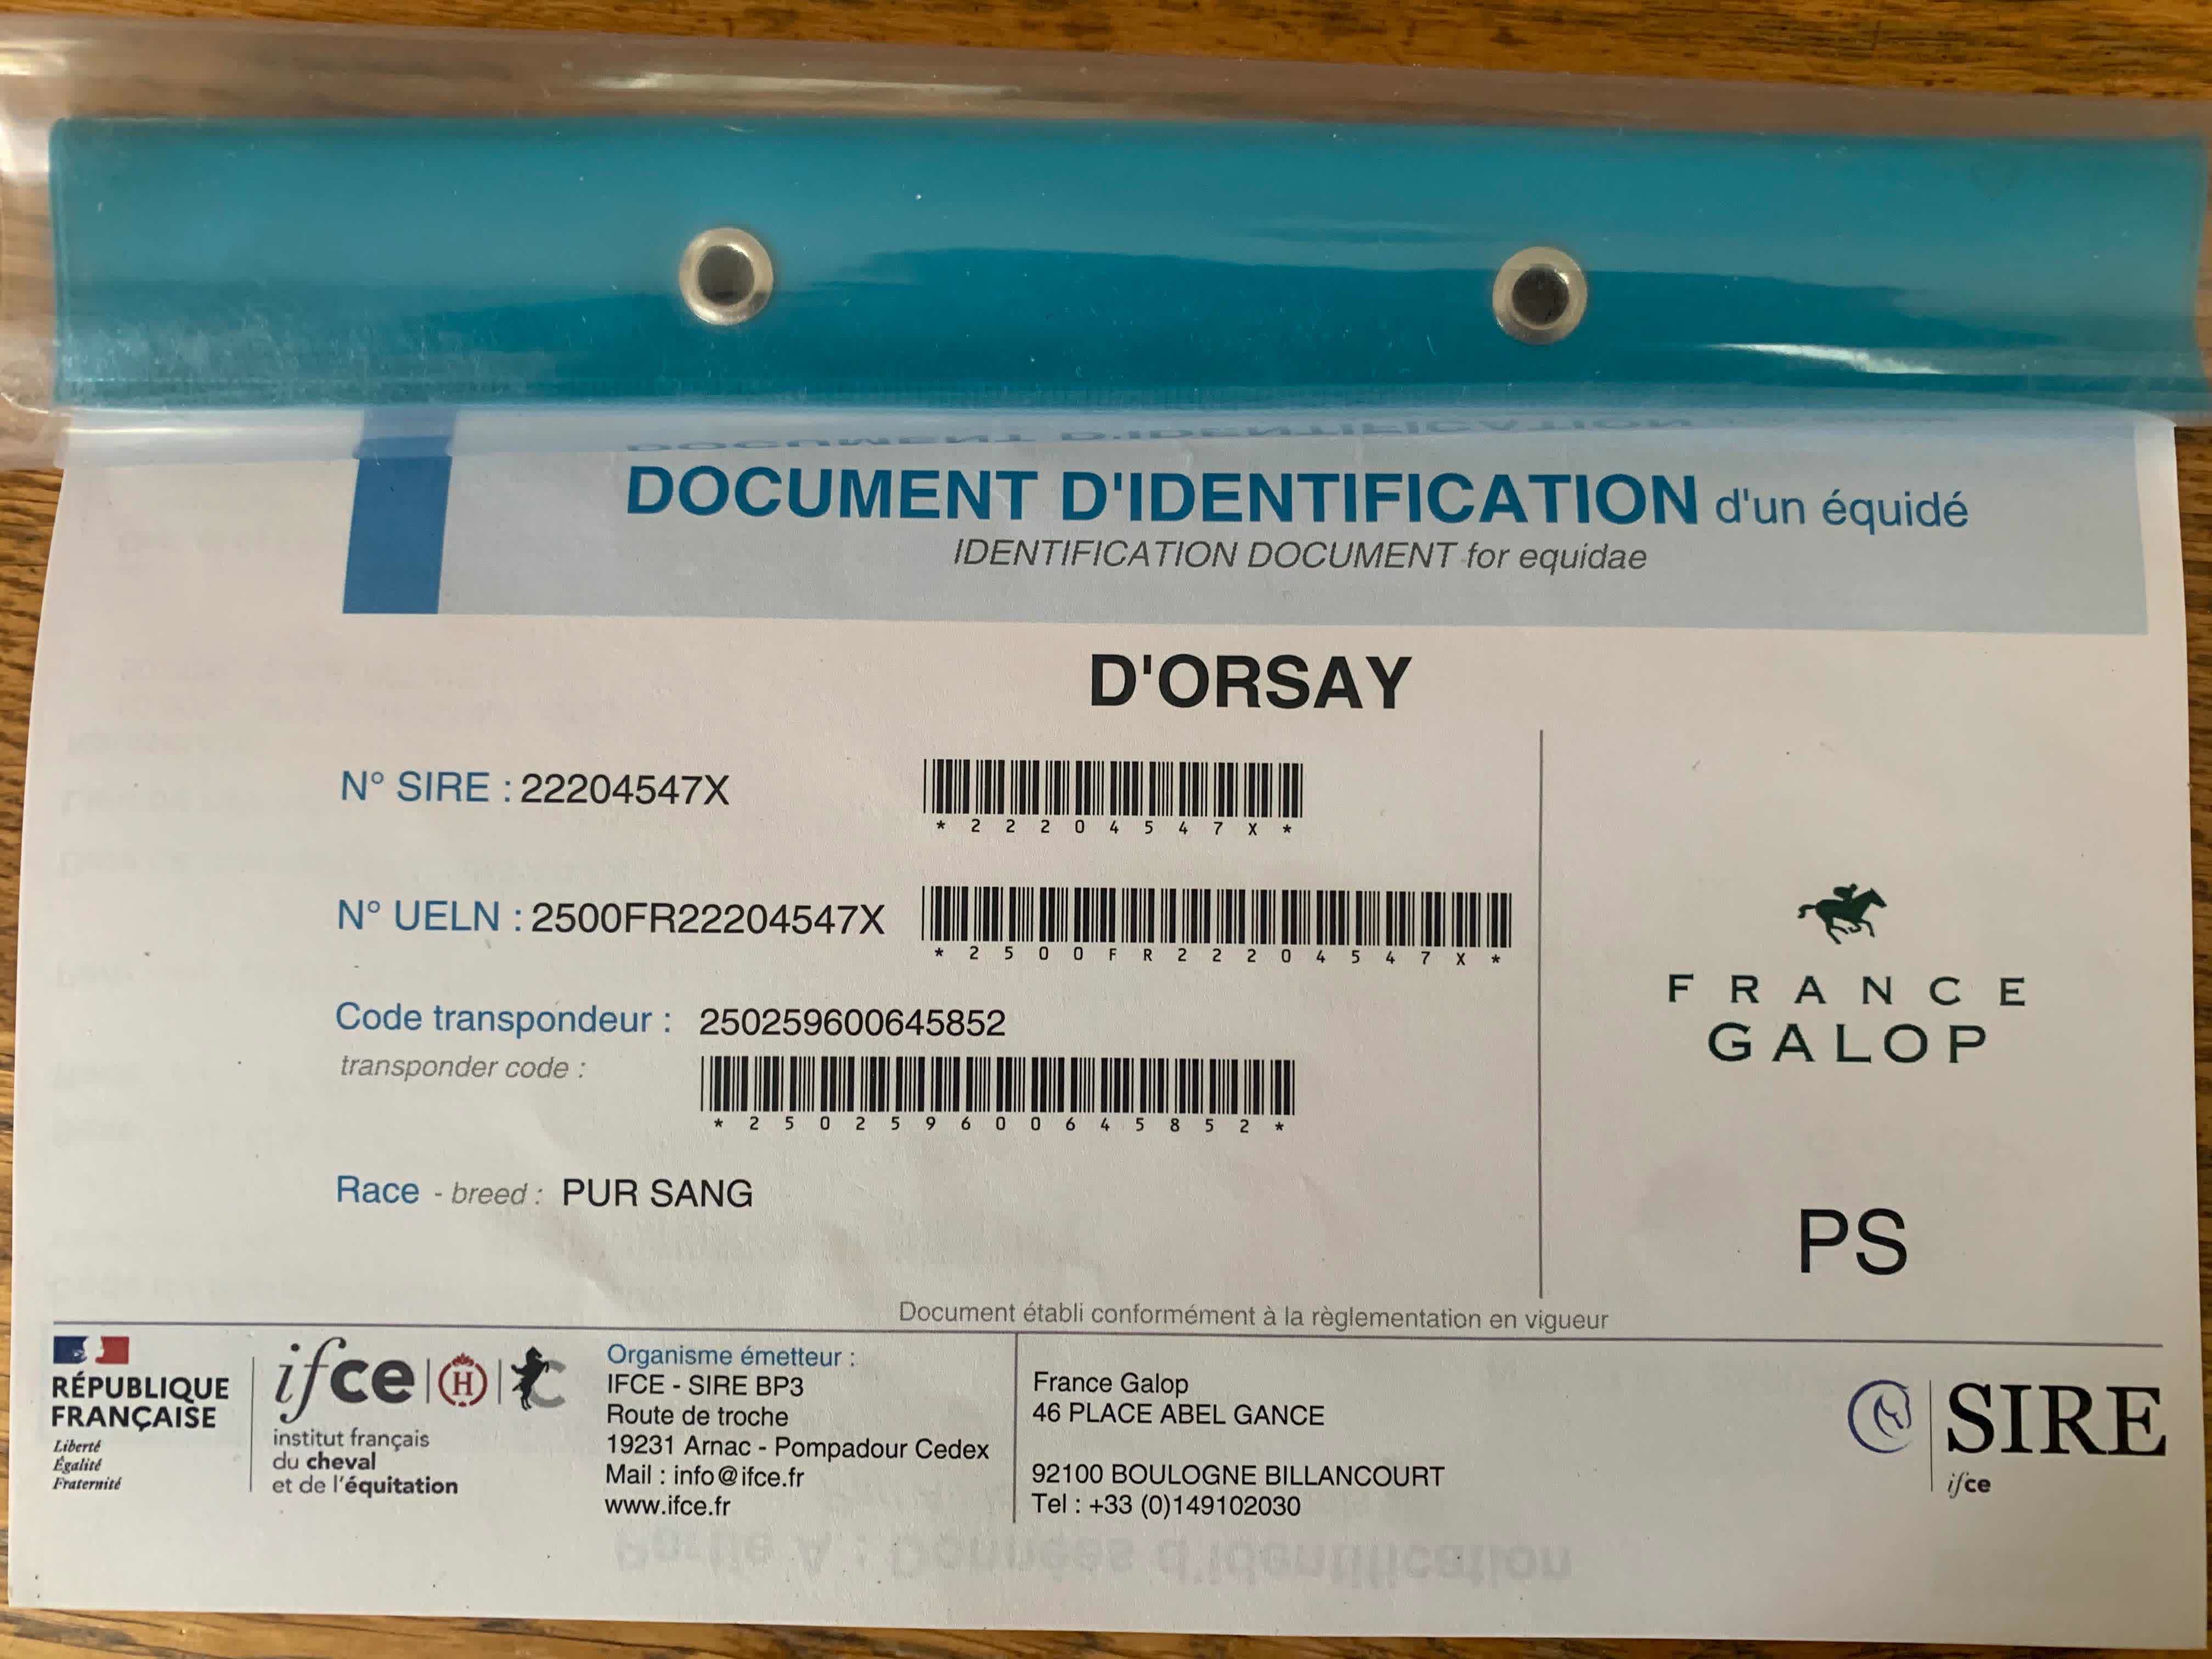 DOCUMENT D'IDENTIFICATION d'un équidé
IDENTIFICATION DOCUMENT for equidae
D'ORSAY
N° SIRE : 22204547X
* 2 2 2 0 4 5 4 7 X *
N° UELN : 2500FR22204547X
* 2 5 0 0 F R 2 2 2 0 4 5 4 7 X *
Code transpondeur : 250259600645852
transponder code :
* 2 5 0 2 5 9 6 0 0 6 4 5 8 5 2 *
Race - breed : PUR SANG
FRANCE
GALOP
PS
Document établi conformément à la règlementation en vigueur
RÉPUBLIQUE
FRANÇAISE
Liberté
Égalité
Fraternité
ifce H
institut français
du cheval
et de l'équitation
Organisme émetteur :
IFCE - SIRE BP3
Route de troche
19231 Arnac - Pompadour Cedex
Mail : info@ifce.fr
www.ifce.fr
France Galop
46 PLACE ABEL GANCE
92100 BOULOGNE BILLANCOURT
Tel : +33 (0)149102030
SIRE
ifce
Partie A : Données d'identification